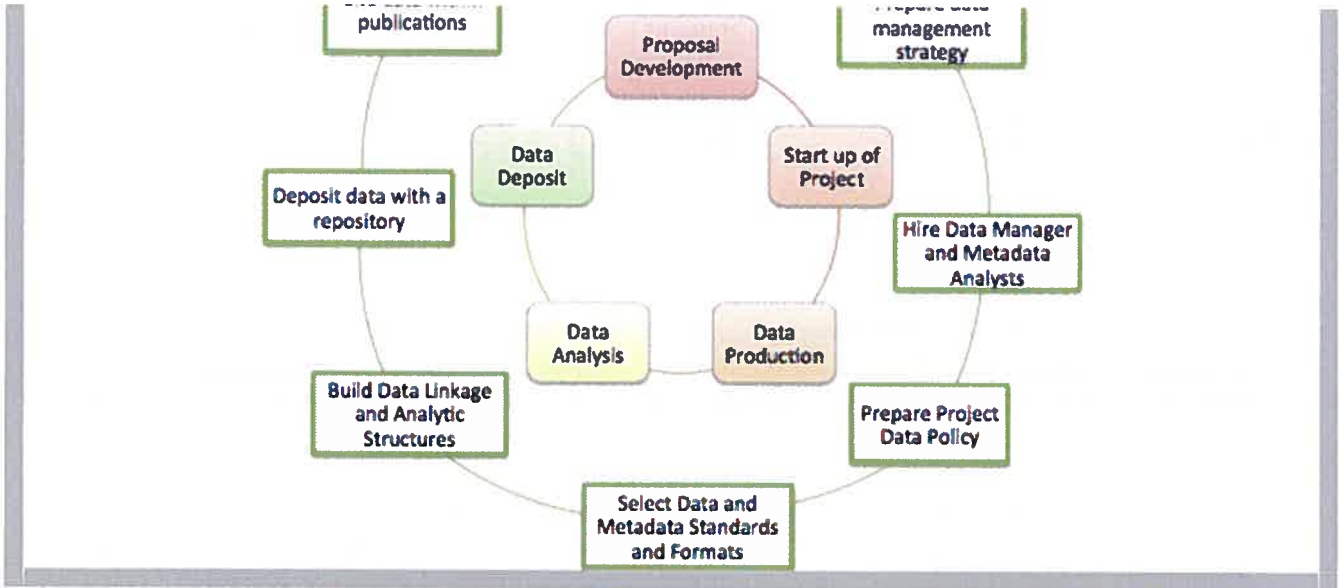 publications
Proposal
Development
management
strategy
Data
Deposit
Start up of
Project
Deposit data with a
repository
Hire Data Manager
and Metadata
Analysts
Data
Analysis
Data
Production
Build Data Linkage
and Analytic
Structures
Prepare Project
Data Policy
Select Data and
Metadata Standards
and Formats